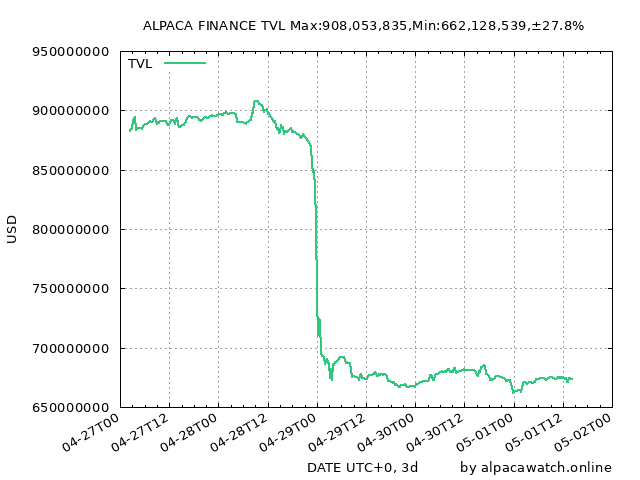 ALPACA FINANCE TVL Max:908,053,835,Min:662,128,539,±27.8%
TVL
950000000
900000000
850000000
800000000
750000000
700000000
650000000
USD
04-27T00
04-27T12
04-28T00
04-28T12
04-29T00
04-29T12
04-30T00
04-30T12
05-01T00
05-01T12
05-02T00
DATE UTC+0, 3d
by alpacawatch.online